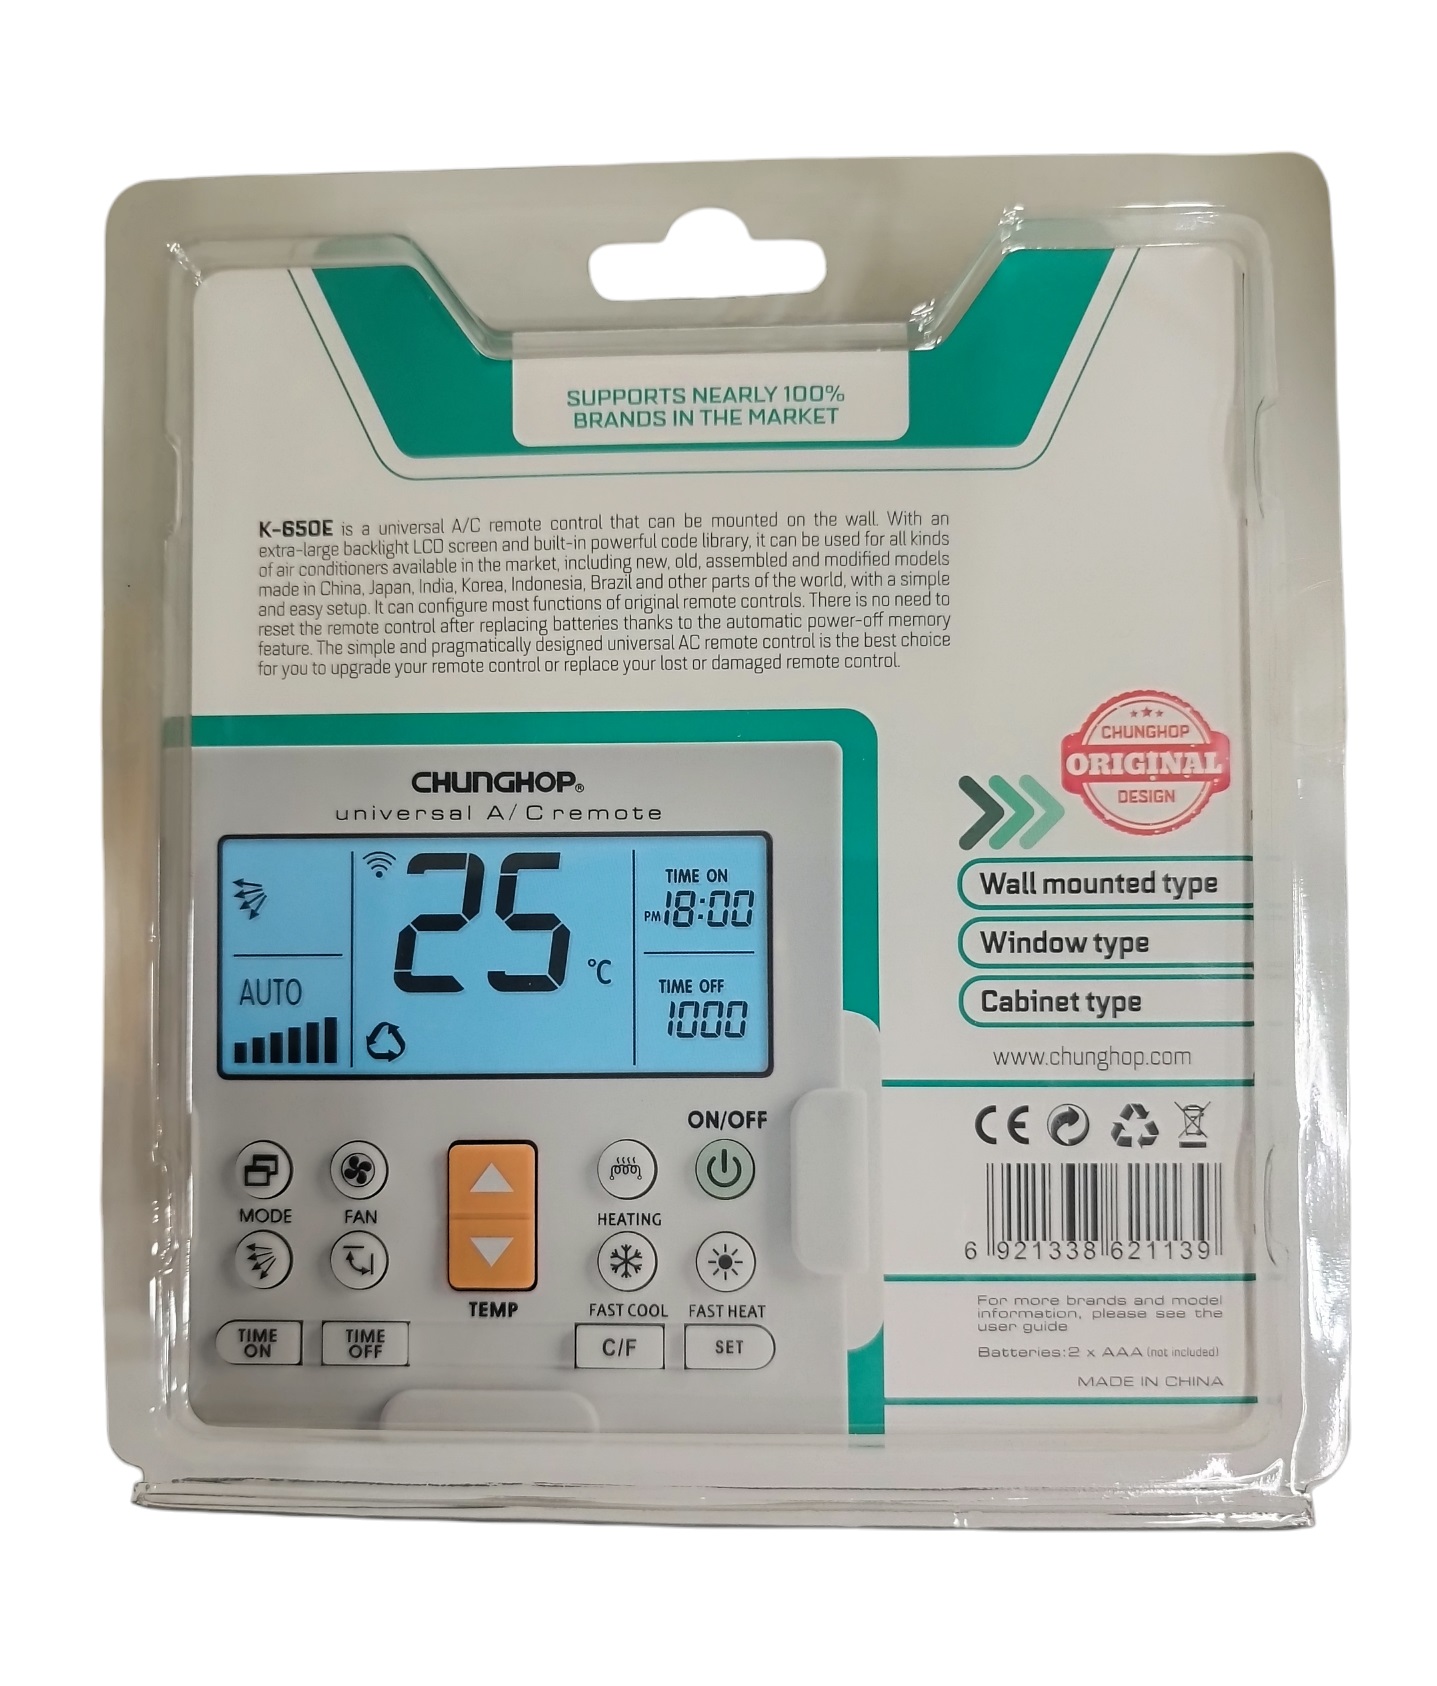 SUPPORTS NEARLY 100%
BRANDS IN THE MARKET
K-650E is a universal A/C remote control that can be mounted on the wall. With an
extra-large backlight LCD screen and built-in powerful code library, it can be used for all kinds
of air conditioners available in the market, including new, old, assembled and modified models
made in China, Japan, India, Korea, Indonesia, Brazil and other parts of the world, with a simple
and easy setup. It can configure most functions of original remote controls. There is no need to
reset the remote control after replacing batteries thanks to the automatic power-off memory
feature. The simple and pragmatically designed universal AC remote control is the best choice
for you to upgrade your remote control or replace your lost or damaged remote control.
CHUNGHOP
ORIGINAL
DESIGN
CHUNGHOP®
universal A/C remote
25 °C
TIME ON
PM 18:00
AUTO
TIME OFF
1000
Wall mounted type
Window type
Cabinet type
www.chunghop.com
ON/OFF
MODE FAN HEATING
TEMP FAST COOL FAST HEAT
TIME ON
TIME OFF
C/F
SET
CE
6 921338 621139
For more brands and model
information, please see the
user guide
Batteries:2 x AAA (not included)
MADE IN CHINA